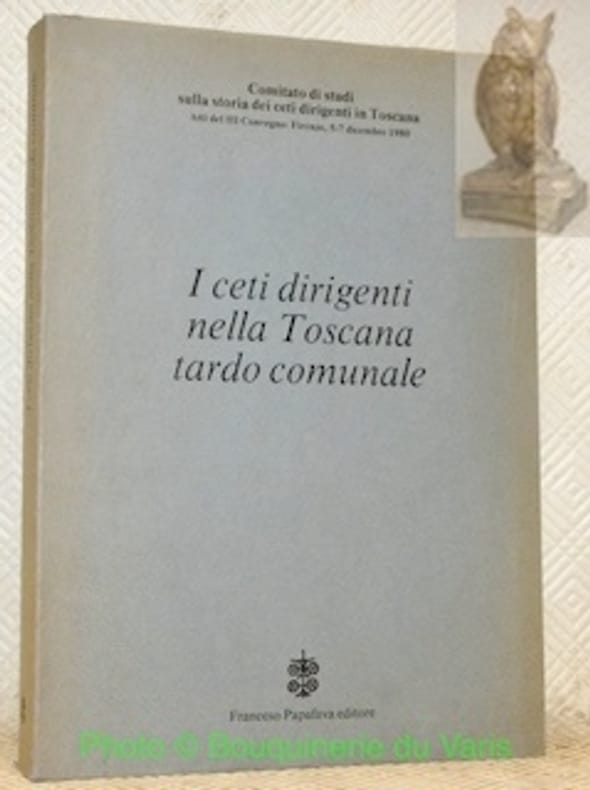 Comitato di studi
sulla storia dei ceti dirigenti in Toscana
Atti del III Convegno: Firenze, 5-7 dicembre 1980
I ceti dirigenti
nella Toscana
tardo comunale
Franceso Papafava editore
Photo © Bouquinerie du Varis